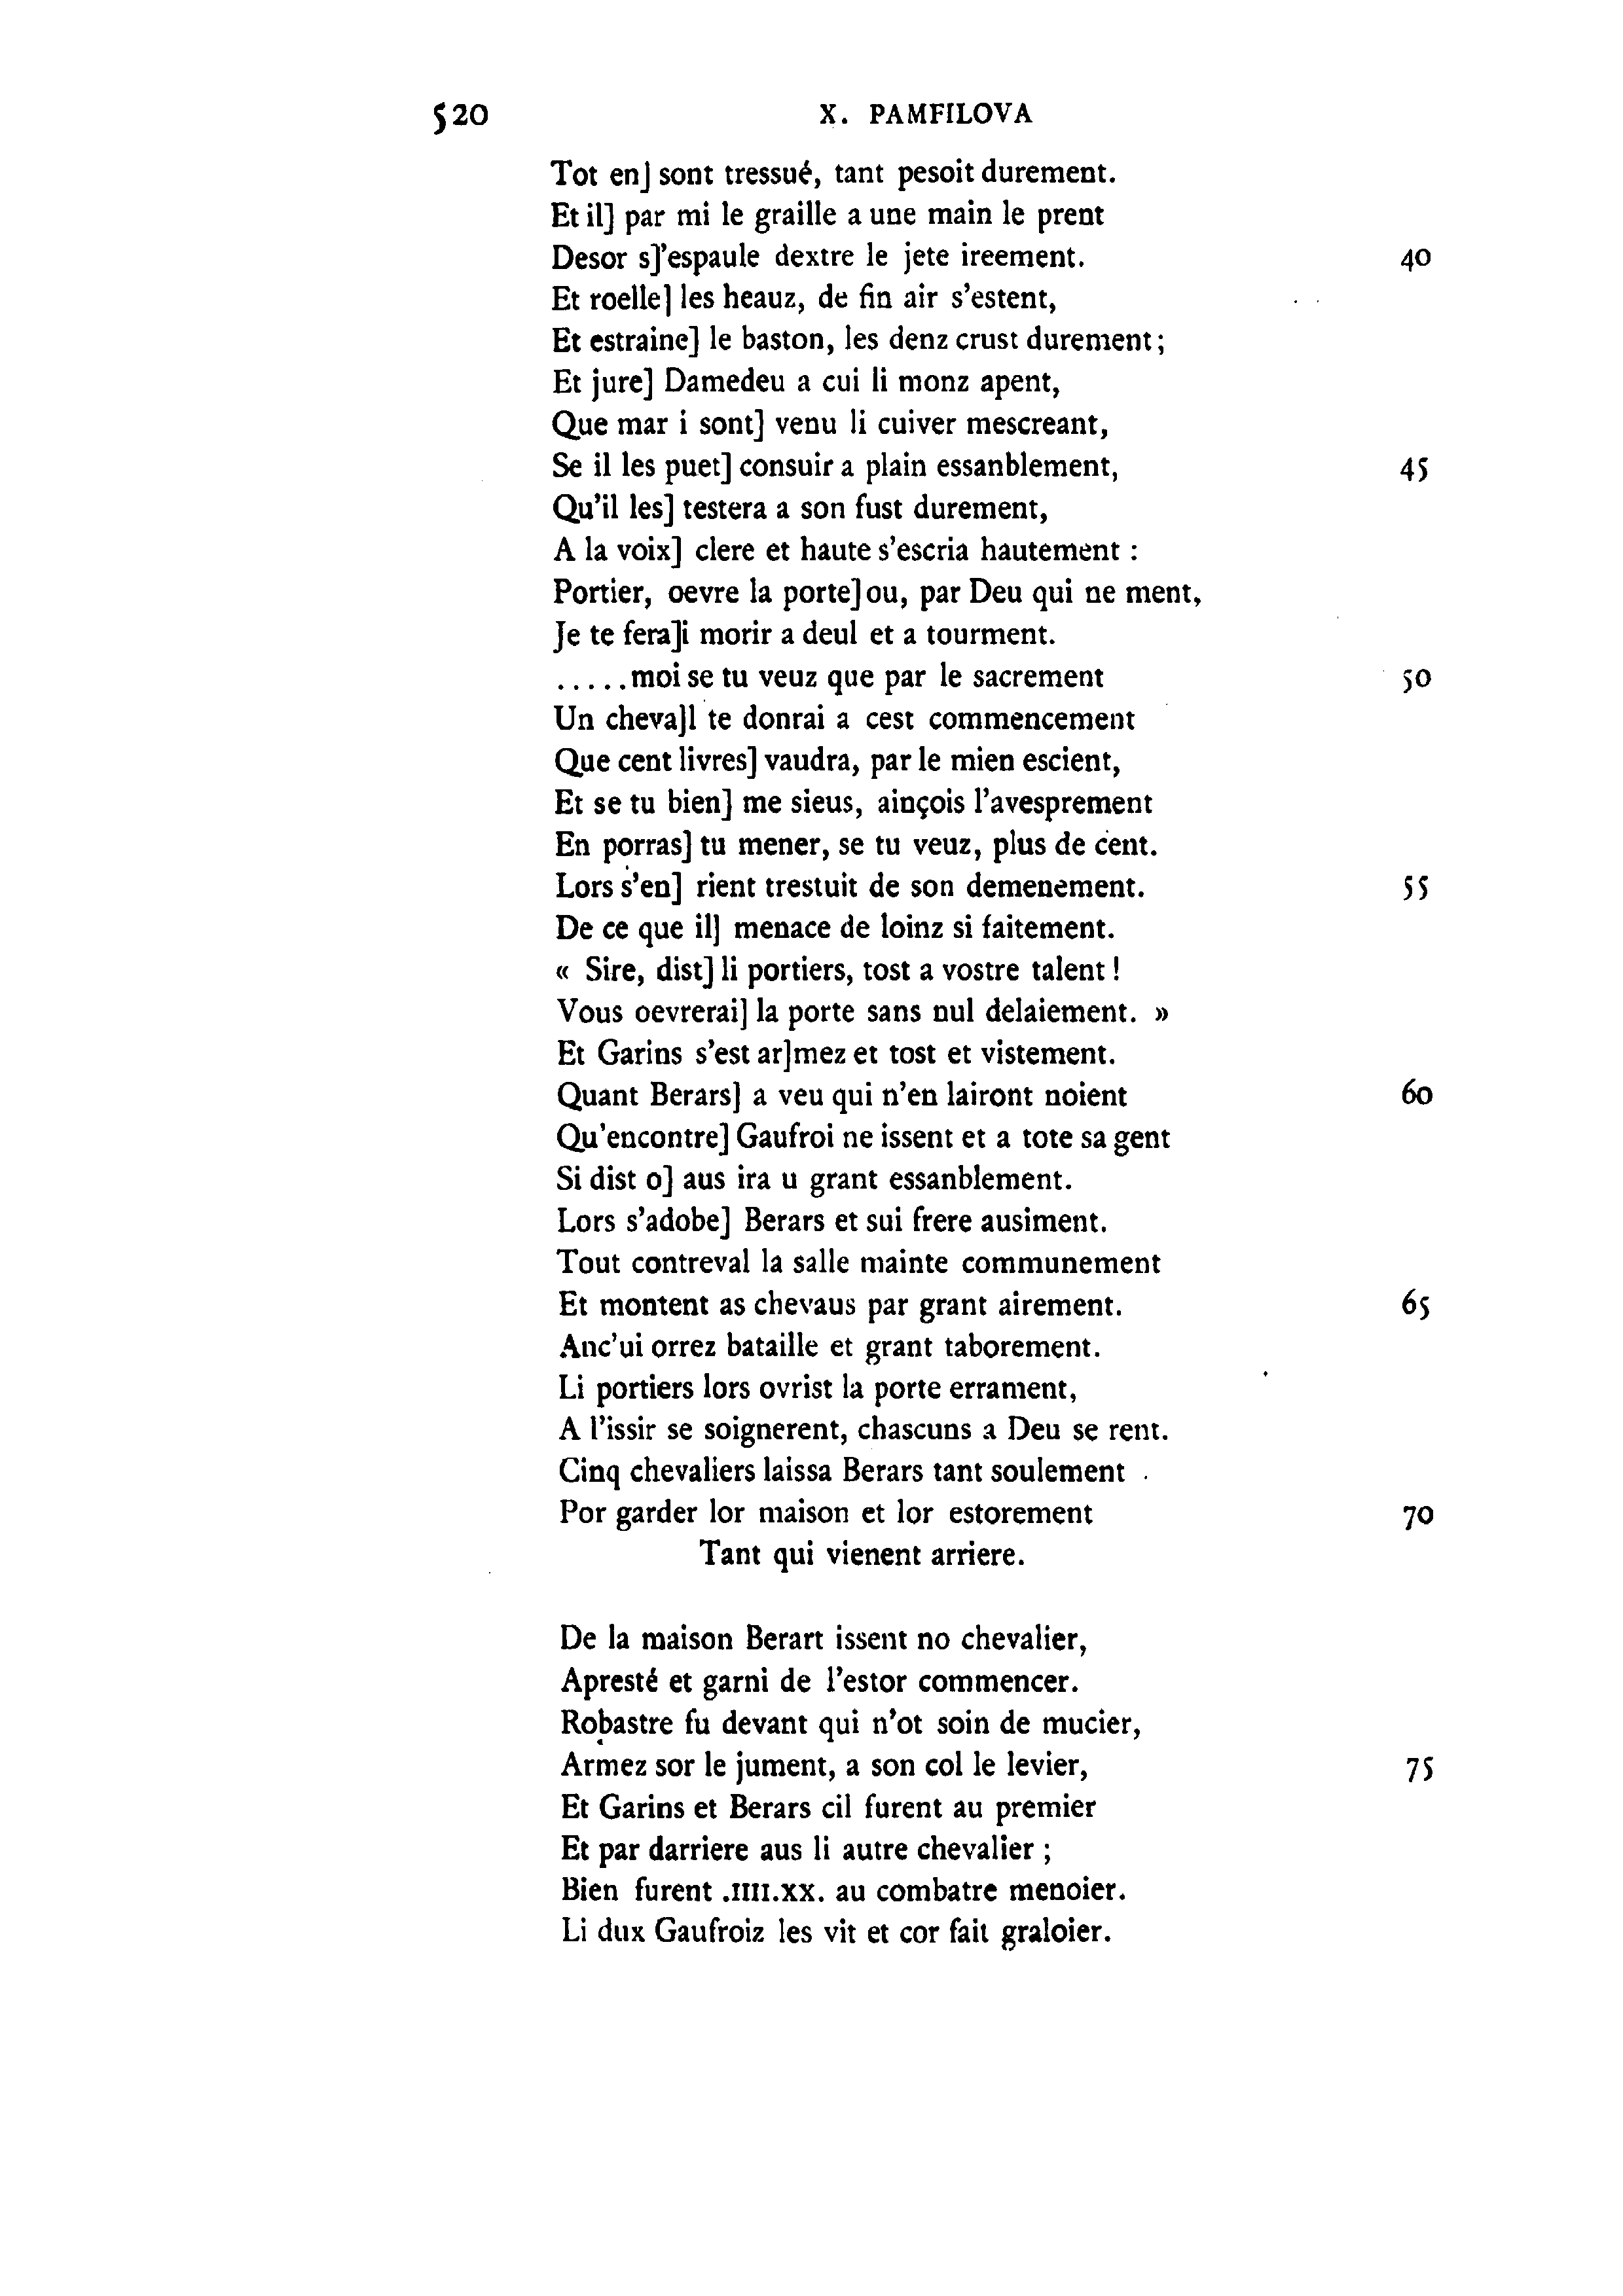 520 X. PAMFILOVA
Tot en] sont tressué, tant pesoit durement.
Et il] par mi le graille a une main le prent
Desor s]'espaule dextre le jete ireement. 40
Et roelle] les heauz, de fin air s'estent,
Et estraine] le baston, les denz crust durement ;
Et jure] Damedeu a cui li monz apent,
Que mar i sont] venu li cuiver mescreant,
Se il les puet] consuir a plain essanblement, 45
Qu'il les] testera a son fust durement,
A la voix] clere et haute s'escria hautement :
Portier, oevre la porte] ou, par Deu qui ne ment,
Je te fera]i morir a deul et a tourment.
. . . . . moi se tu veuz que par le sacrement 50
Un cheva]l te donrai a cest commencement
Que cent livres] vaudra, par le mien escient,
Et se tu bien] me sieus, ainçois l'avesprement
En porras] tu mener, se tu veuz, plus de cent.
Lors s'en] rient trestuit de son demenement. 55
De ce que il] menace de loinz si faitement.
« Sire, dist] li portiers, tost a vostre talent !
Vous oevrerai] la porte sans nul delaiement. »
Et Garins s'est ar]mez et tost et vistement.
Quant Berars] a veu qui n'en lairont noient 60
Qu'encontre] Gaufroi ne issent et a tote sa gent
Si dist o] aus ira u grant essanblement.
Lors s'adobe] Berars et sui frere ausiment.
Tout contreval la salle mainte communement
Et montent as chevaus par grant airement. 65
Anc'ui orrez bataille et grant taborement.
Li portiers lors ovrist la porte errament,
A l'issir se soignerent, chascuns a Deu se rent.
Cinq chevaliers laissa Berars tant soulement
Por garder lor maison et lor estorement 70
Tant qui vienent arriere.
De la maison Berart issent no chevalier,
Apresté et garni de l'estor commencer.
Robastre fu devant qui n'ot soin de mucier,
Armez sor le jument, a son col le levier, 75
Et Garins et Berars cil furent au premier
Et par darriere aus li autre chevalier ;
Bien furent .IIII.XX. au combatre menoier.
Li dux Gaufroiz les vit et cor fait graloier.